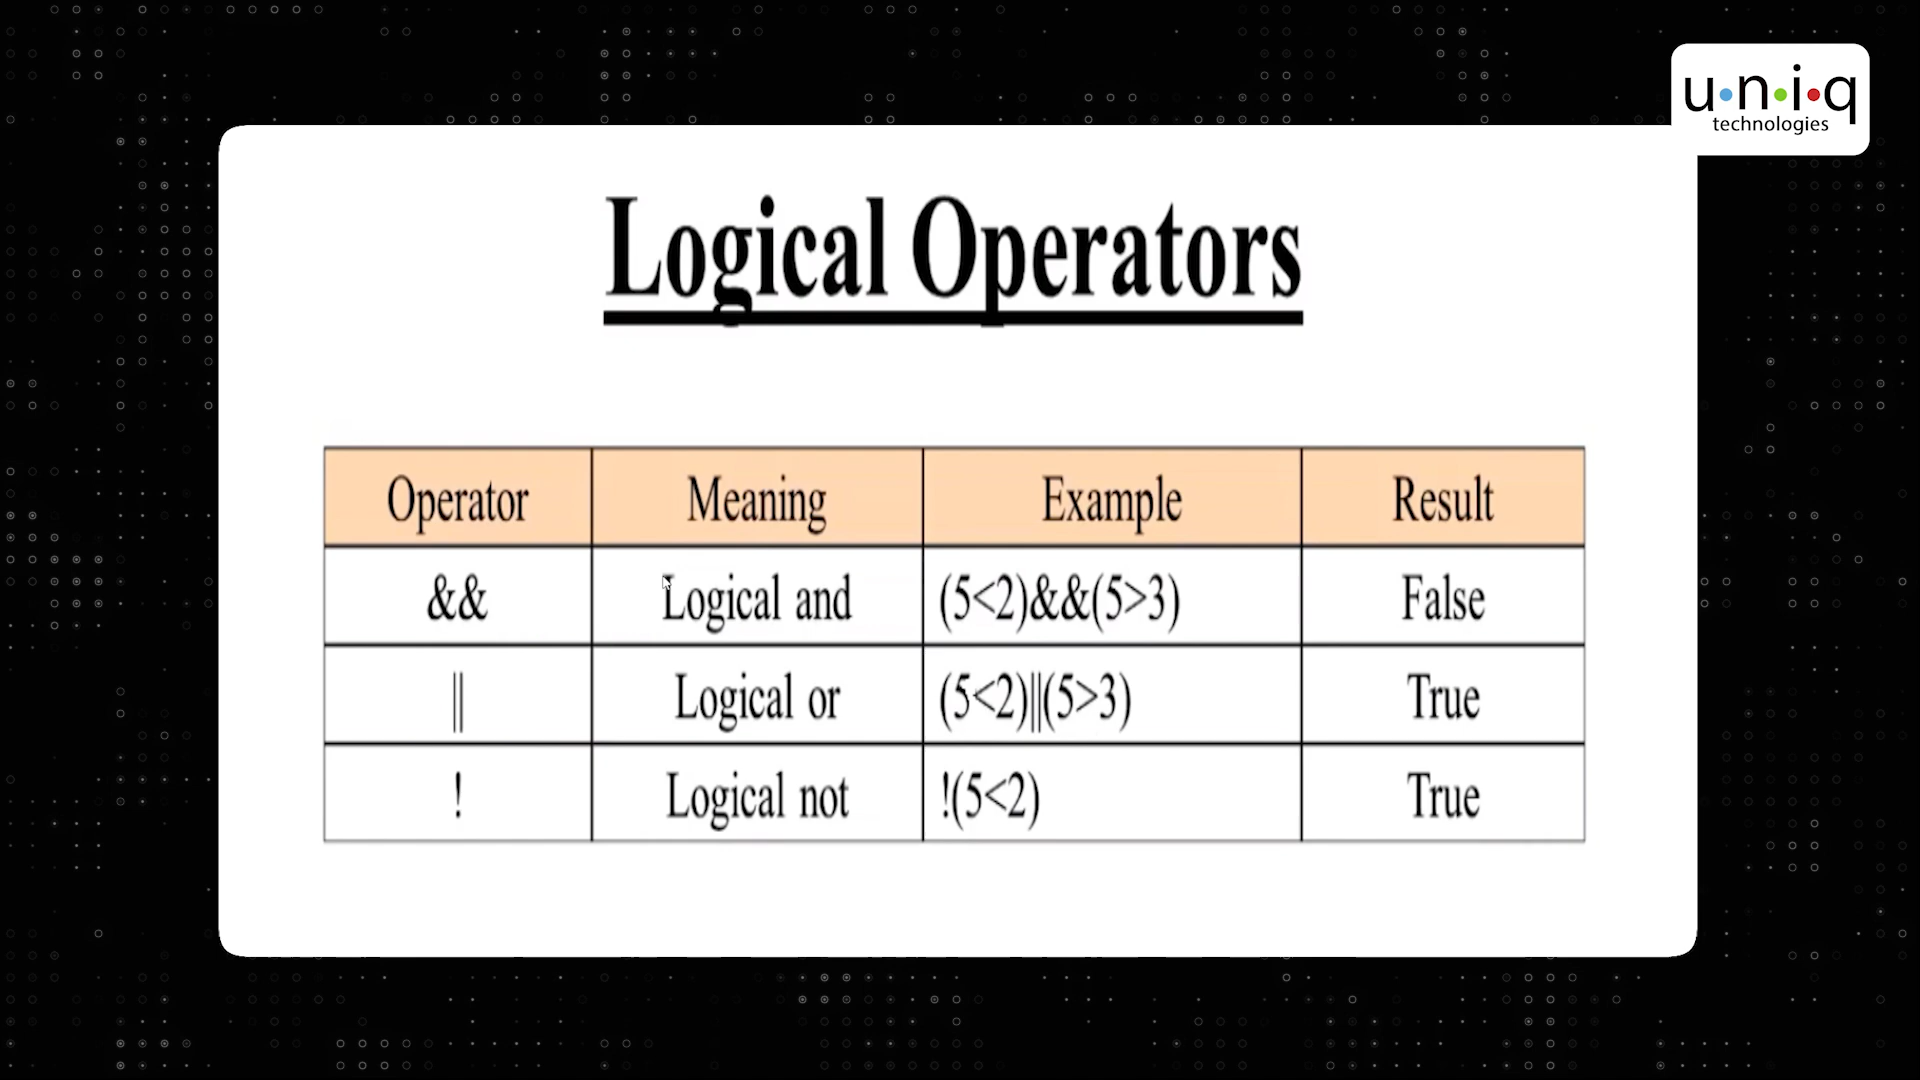 u·n·i·q
technologies
Logical Operators
Operator Meaning Example Result
&& Logical and (5<2)&&(5>3) False
|| Logical or (5<2)||(5>3) True
! Logical not !(5<2) True